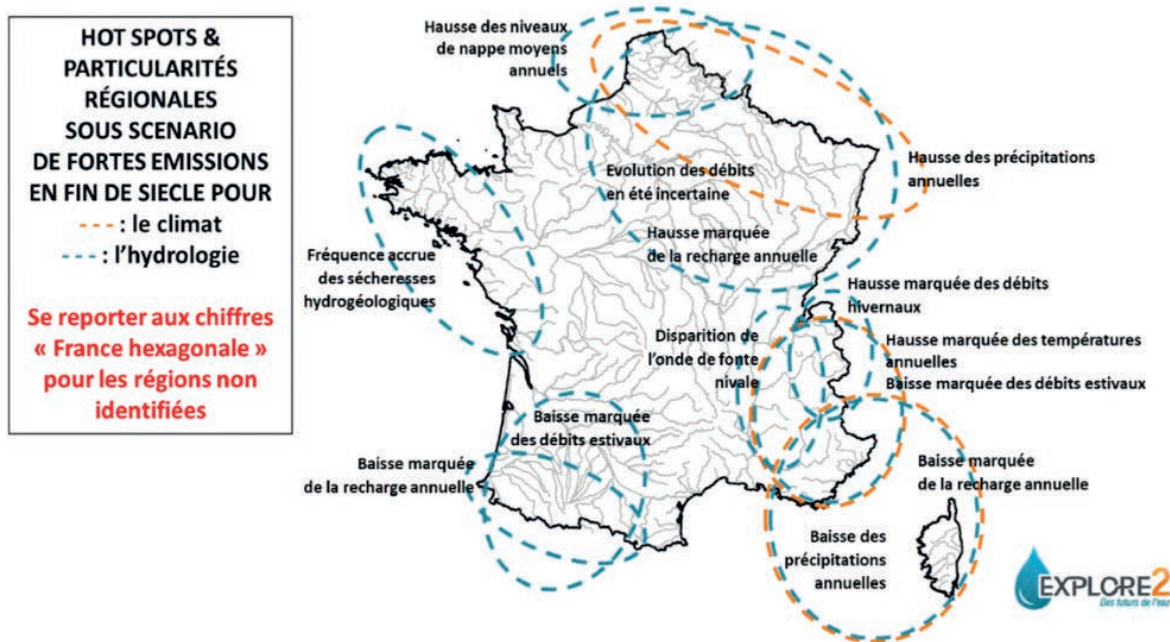 HOT SPOTS &
PARTICULARITÉS
RÉGIONALES
SOUS SCENARIO
DE FORTES EMISSIONS
EN FIN DE SIECLE POUR
--- : le climat
--- : l'hydrologie
Se reporter aux chiffres
« France hexagonale »
pour les régions non
identifiées
Hausse des niveaux
de nappe moyens
annuels
Hausse des précipitations
annuelles
Evolution des débits
en été incertaine
Hausse marquée
de la recharge annuelle
Fréquence accrue
des sécheresses
hydrogéologiques
Hausse marquée des débits
hivernaux
Disparition de
l'onde de fonte
nivale
Hausse marquée des températures
annuelles
Baisse marquée des débits estivaux
Baisse marquée
des débits estivaux
Baisse marquée
de la recharge annuelle
Baisse marquée
de la recharge annuelle
Baisse des
précipitations
annuelles
EXPLORE2
Des futurs de l'eau